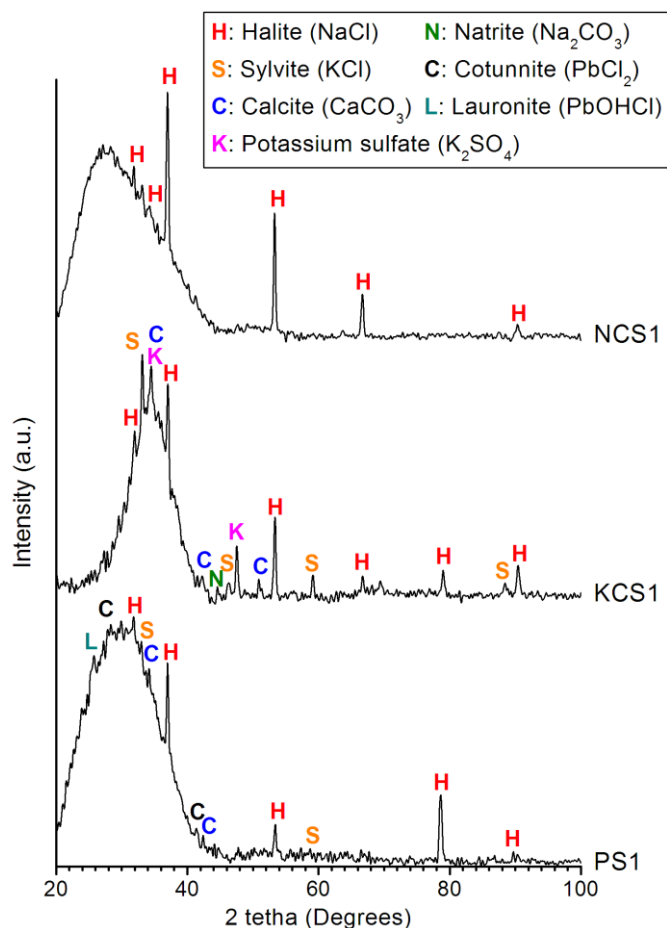 H: Halite (NaCl) N: Natrite (Na₂CO₃)
S: Sylvite (KCl) C: Cotunnite (PbCl₂)
C: Calcite (CaCO₃) L: Lauronite (PbOHCl)
K: Potassium sulfate (K₂SO₄)
H
H
H
H
H
H
NCS1
C
S K H
H
C N S K C H S H H S H
KCS1
C H S
L C H
C C H S H H
PS1
Intensity (a.u.)
20 40 60 80 100
2 tetha (Degrees)